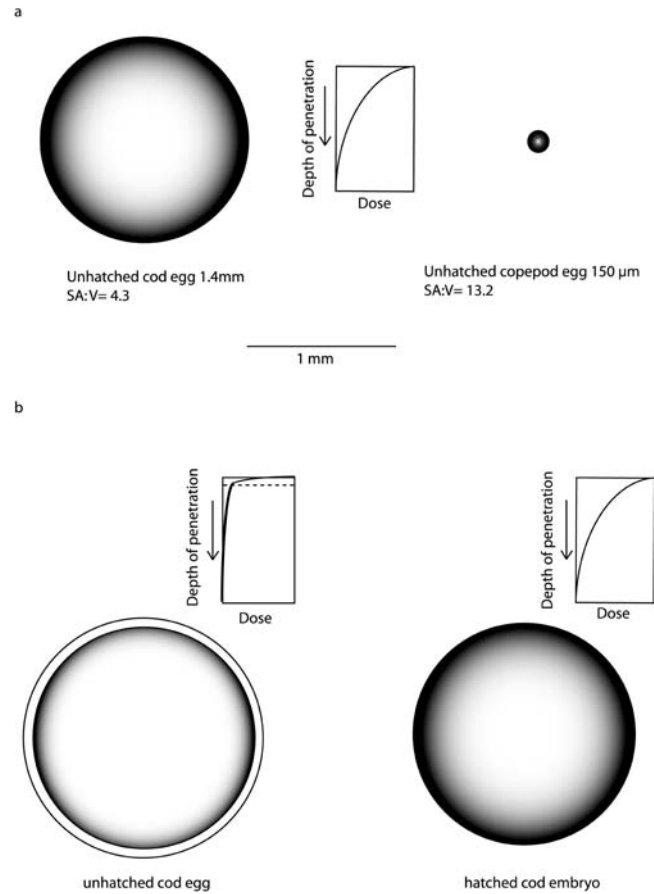 a
Depth of penetration
Dose
Unhatched cod egg 1.4mm
SA:V= 4.3
Unhatched copepod egg 150 µm
SA:V= 13.2
1 mm
b
Depth of penetration
Dose
Depth of penetration
Dose
unhatched cod egg
hatched cod embryo